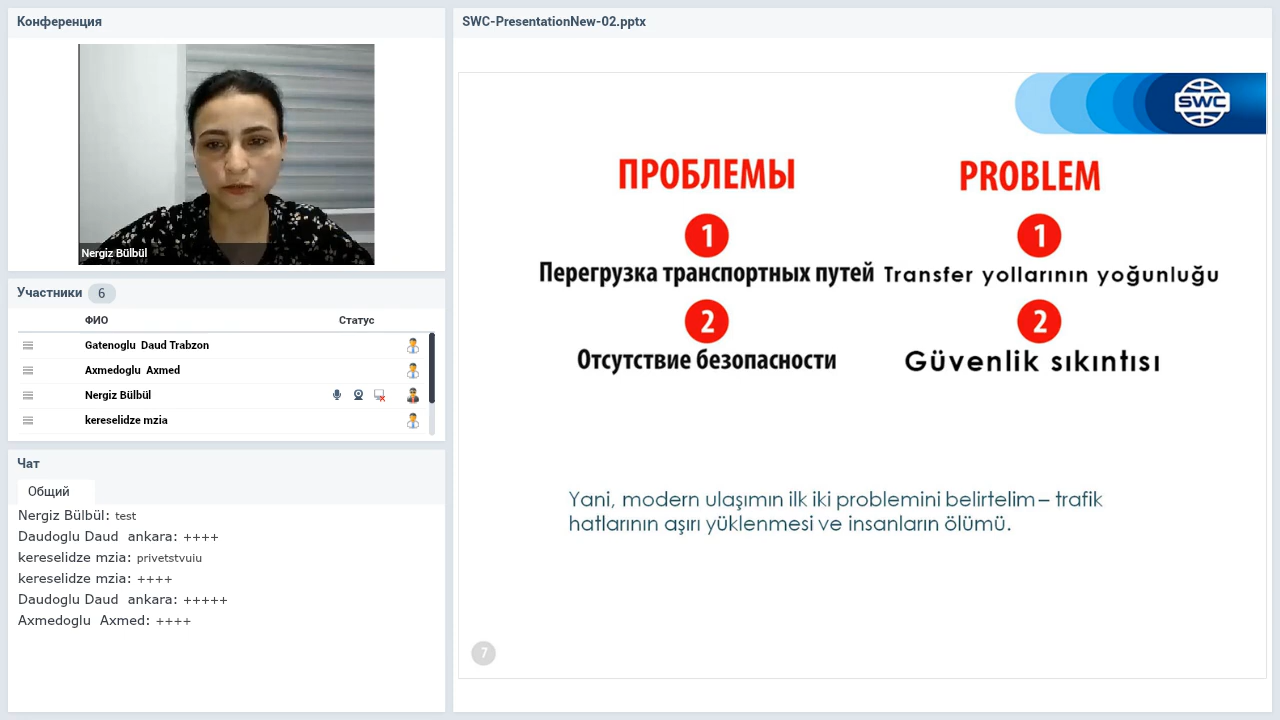 Конференция
Nergiz Bülbül
Участники 6
ФИО Статус
Gatenoglu Daud Trabzon
Axmedoglu Axmed
Nergiz Bülbül
kereselidze mzia
Чат
Общий
Nergiz Bülbül: test
Daudoglu Daud ankara: ++++
kereselidze mzia: privetstvuiu
kereselidze mzia: ++++
Daudoglu Daud ankara: +++++
Axmedoglu Axmed: ++++
SWC-PresentationNew-02.pptx
SWC
ПРОБЛЕМЫ
1
Перегрузка транспортных путей
2
Отсутствие безопасности
PROBLEM
1
Transfer yollarının yoğunluğu
2
Güvenlik sıkıntısı
Yani, modern ulaşımın ilk iki problemini belirtelim – trafik
hatlarının aşırı yüklenmesi ve insanların ölümü.
7